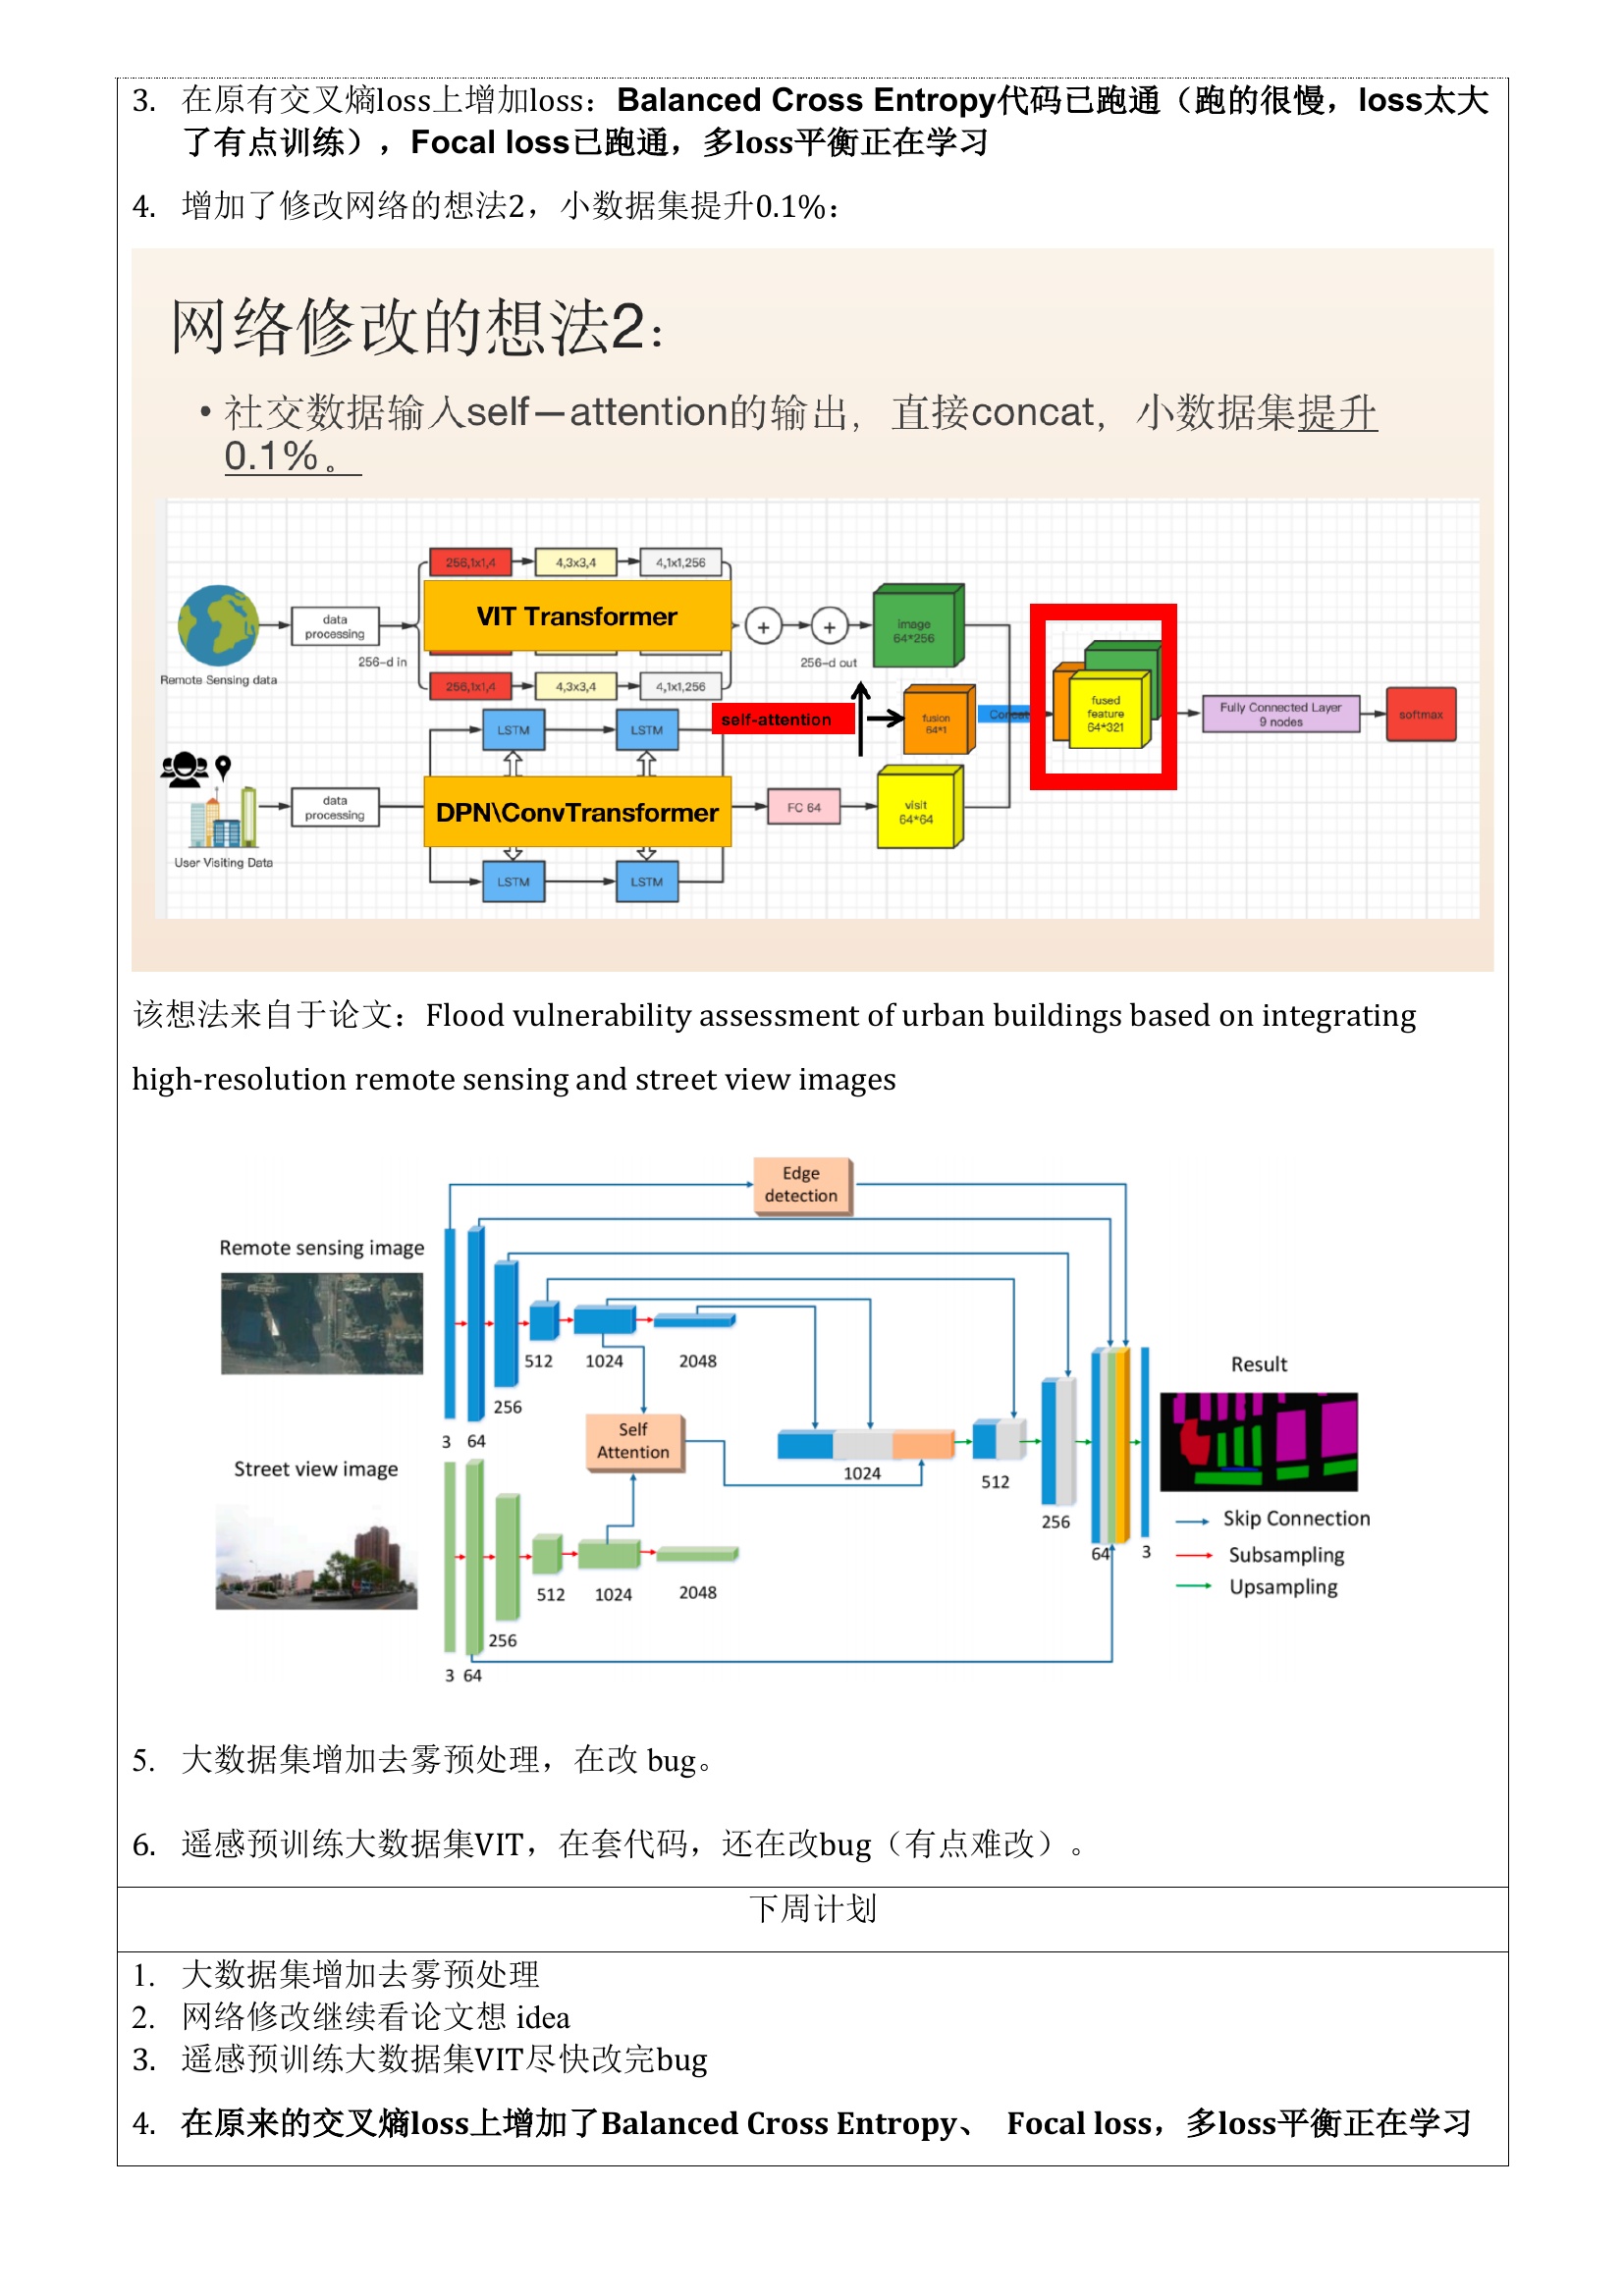 3. 在原有交叉熵loss上增加loss：Balanced Cross Entropy代码已跑通（跑的很慢，loss太大
了有点训练），Focal loss已跑通，多loss平衡正在学习
4. 增加了修改网络的想法2，小数据集提升0.1%：
网络修改的想法2：
• 社交数据输入self—attention的输出，直接concat，小数据集提升
0.1%。
256,1x1,4
4,3x3,4
4,1x1,256
VIT Transformer
data
processing
256-d in
Remote Sensing data
256,1x1,4
4,3x3,4
4,1x1,256
+
+
256-d out
image
64*256
self-attention
fusion
64*1
Concat
fused
feature
64*321
Fully Connected Layer
9 nodes
softmax
LSTM
LSTM
data
processing
User Visiting Data
DPN\ConvTransformer
FC 64
visit
64*64
LSTM
LSTM
该想法来自于论文：Flood vulnerability assessment of urban buildings based on integrating
high-resolution remote sensing and street view images
Edge
detection
Remote sensing image
512
1024
2048
256
3
64
Self
Attention
Street view image
512
1024
2048
256
3
64
1024
512
256
64
3
Result
Skip Connection
Subsampling
Upsampling
5. 大数据集增加去雾预处理，在改 bug。
6. 遥感预训练大数据集VIT，在套代码，还在改bug（有点难改）。
下周计划
1. 大数据集增加去雾预处理
2. 网络修改继续看论文想 idea
3. 遥感预训练大数据集VIT尽快改完bug
4. 在原来的交叉熵loss上增加了Balanced Cross Entropy、 Focal loss，多loss平衡正在学习